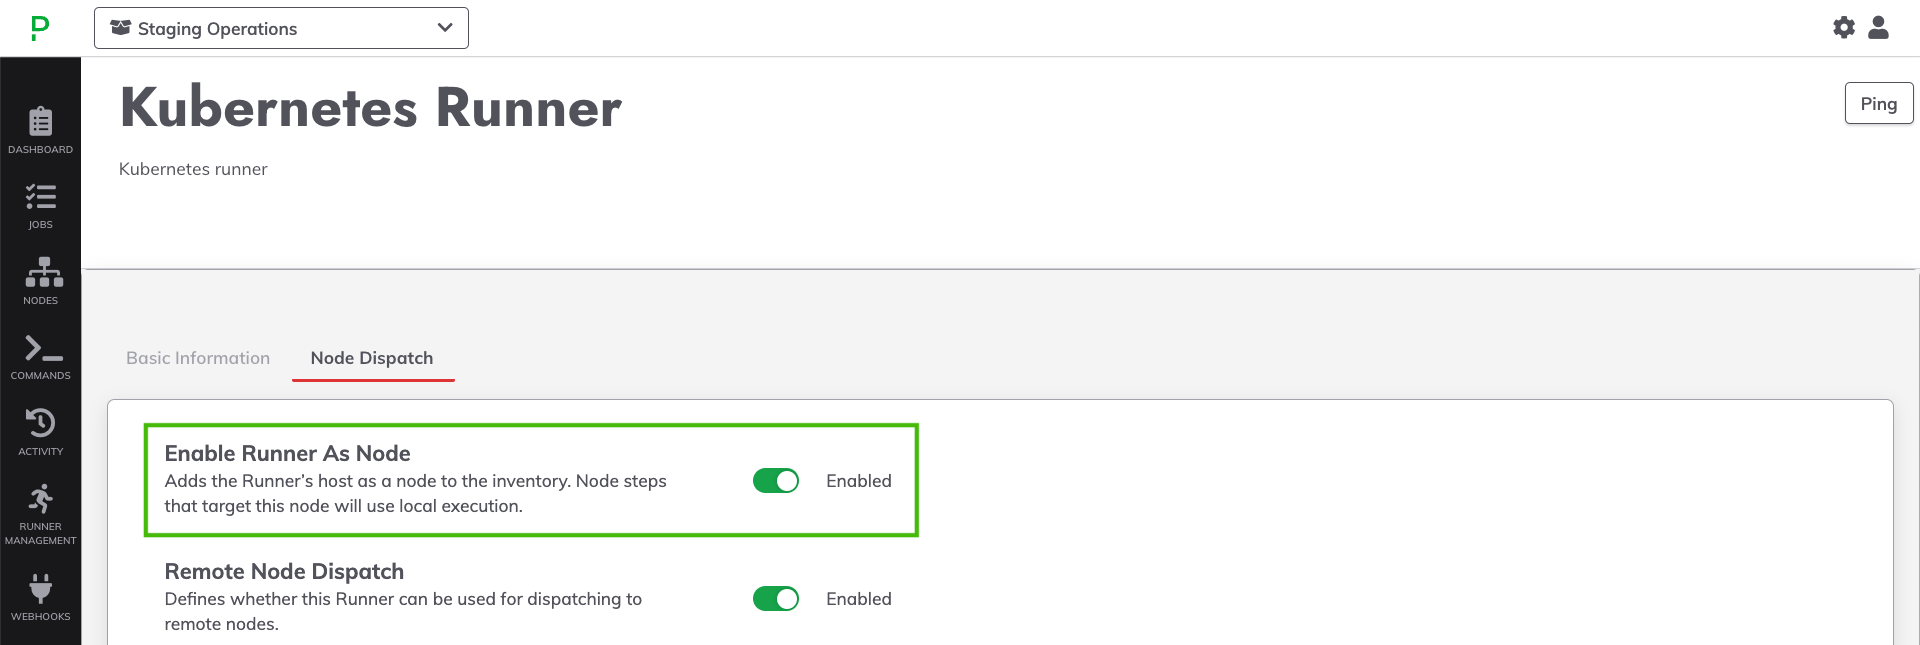 P
Staging Operations
Kubernetes Runner
Ping
Kubernetes runner
DASHBOARD
JOBS
NODES
COMMANDS
ACTIVITY
RUNNER
MANAGEMENT
WEBHOOKS
Basic Information
Node Dispatch
Enable Runner As Node
Adds the Runner’s host as a node to the inventory. Node steps
that target this node will use local execution.
Enabled
Remote Node Dispatch
Defines whether this Runner can be used for dispatching to
remote nodes.
Enabled